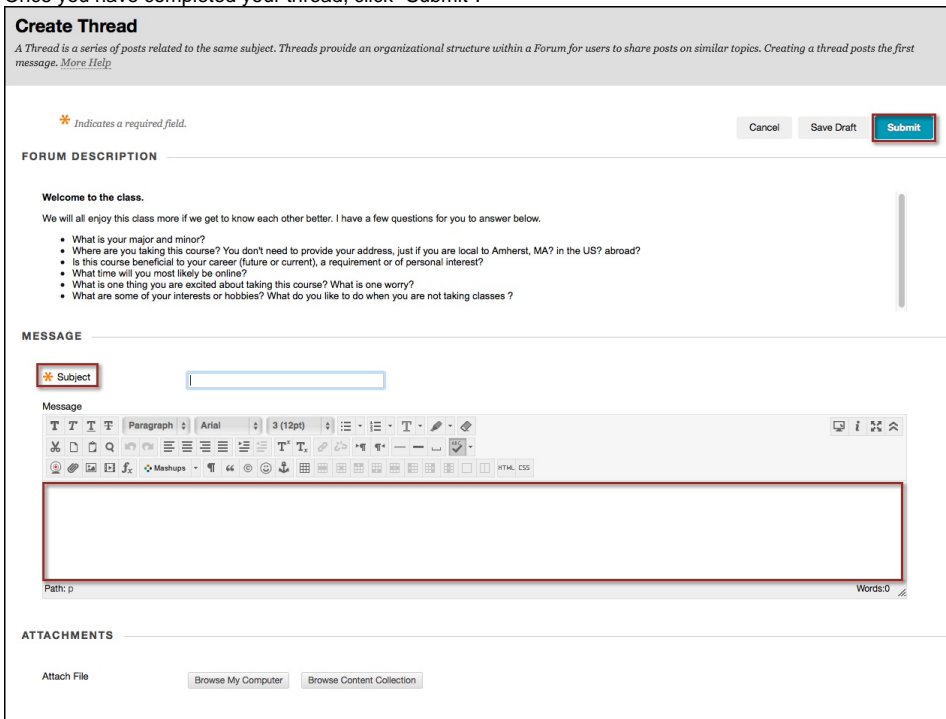 Once you have completed your thread, click "Submit".
Create Thread
A Thread is a series of posts related to the same subject. Threads provide an organizational structure within a Forum for users to share posts on similar topics. Creating a thread posts the first
message. More Help
* Indicates a required field.
Cancel Save Draft Submit
FORUM DESCRIPTION
Welcome to the class.
We will all enjoy this class more if we get to know each other better. I have a few questions for you to answer below.
• What is your major and minor?
• Where are you taking this course? You don't need to provide your address, just if you are local to Amherst, MA? in the US? abroad?
• Is this course beneficial to your career (future or current), a requirement or of personal interest?
• What time will you most likely be online?
• What is one thing you are excited about taking this course? What is one worry?
• What are some of your interests or hobbies? What do you like to do when you are not taking classes ?
MESSAGE
* Subject
Message
T T T T Paragraph Arial 3 (12pt) T
T T
Mashups ¶ HTML CSS
Path: p Words:0
ATTACHMENTS
Attach File Browse My Computer Browse Content Collection